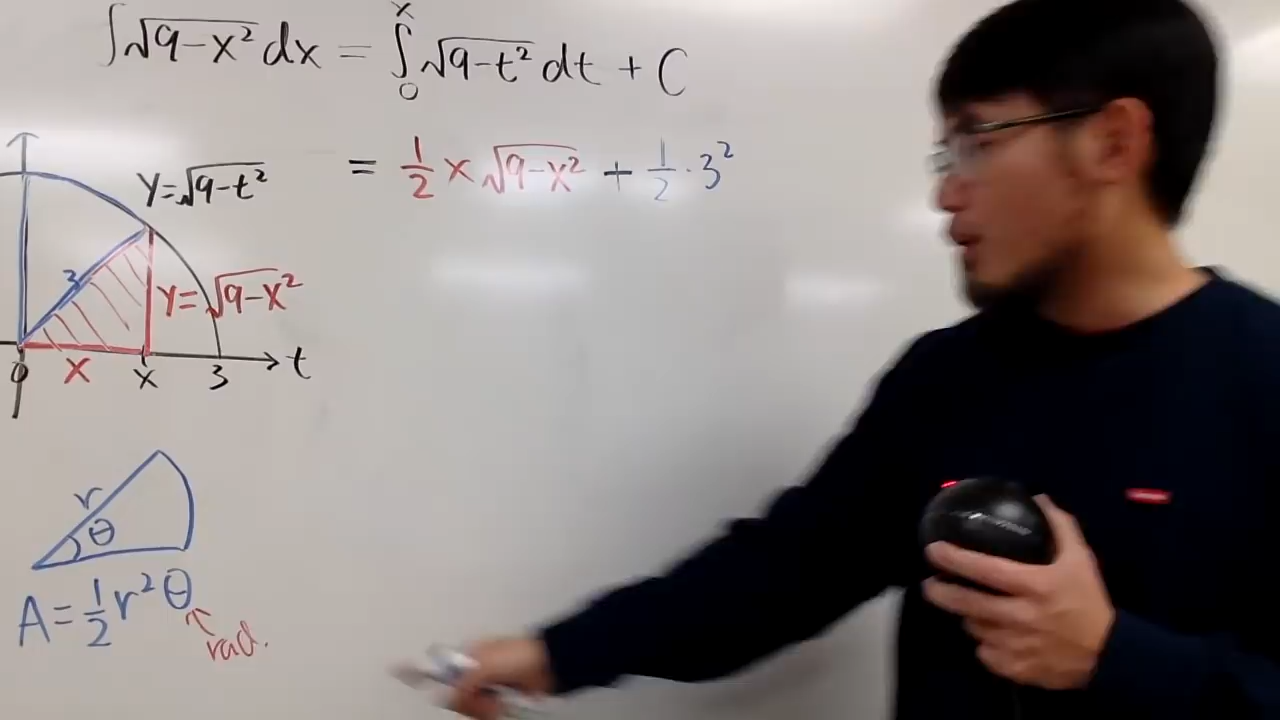 ∫√(9-x²) dx = ∫₀ˣ √(9-t²) dt + C
= 1/2 x √(9-x²) + 1/2 · 3²
y=√(9-t²)
3
y=√(9-x²)
0 x x 3 t
r
θ
A = 1/2 r² θ
rad.